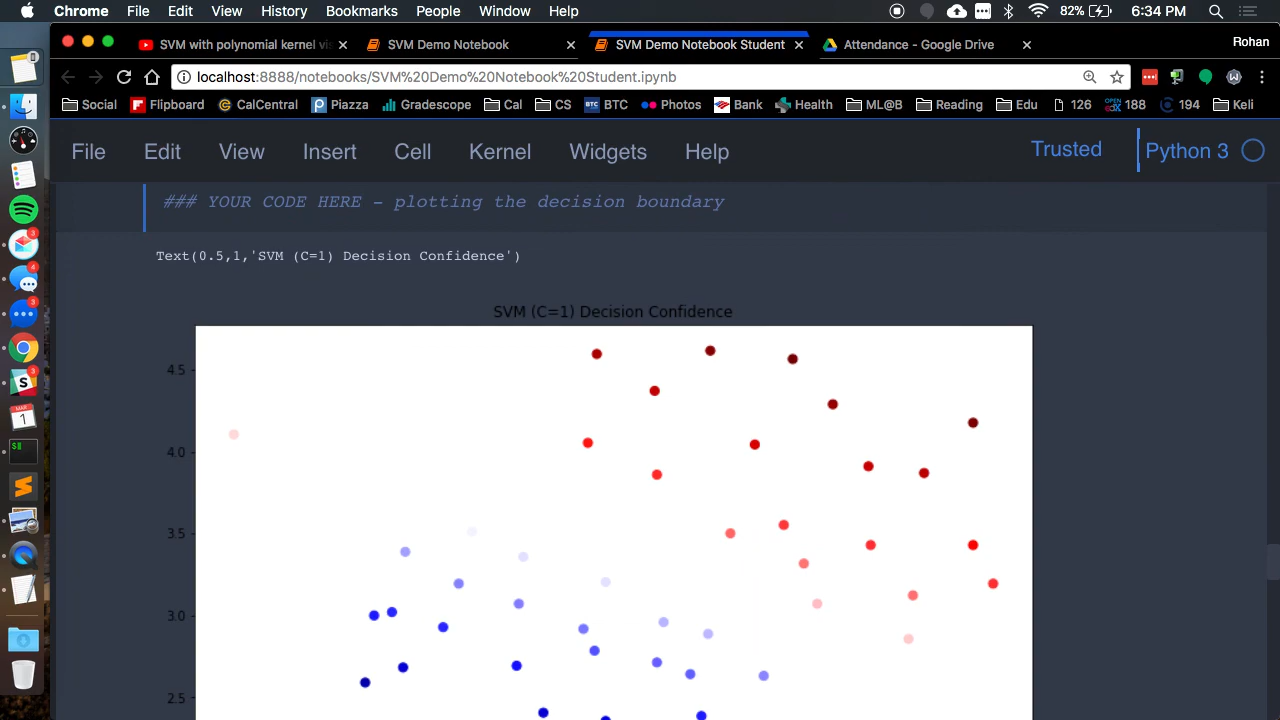 Chrome File Edit View History Bookmarks People Window Help 82% 6:34 PM
SVM with polynomial kernel vi
SVM Demo Notebook
SVM Demo Notebook Student
Attendance - Google Drive
Rohan
localhost:8888/notebooks/SVM%20Demo%20Notebook%20Student.ipynb
Social Flipboard CalCentral Piazza Gradescope Cal CS BTC BTC Photos Bank Health ML@B Reading Edu 126 188 194 Keli
File Edit View Insert Cell Kernel Widgets Help Trusted Python 3
### YOUR CODE HERE - plotting the decision boundary
Text(0.5,1,'SVM (C=1) Decision Confidence')
SVM (C=1) Decision Confidence
4.5
4.0
3.5
3.0
2.5